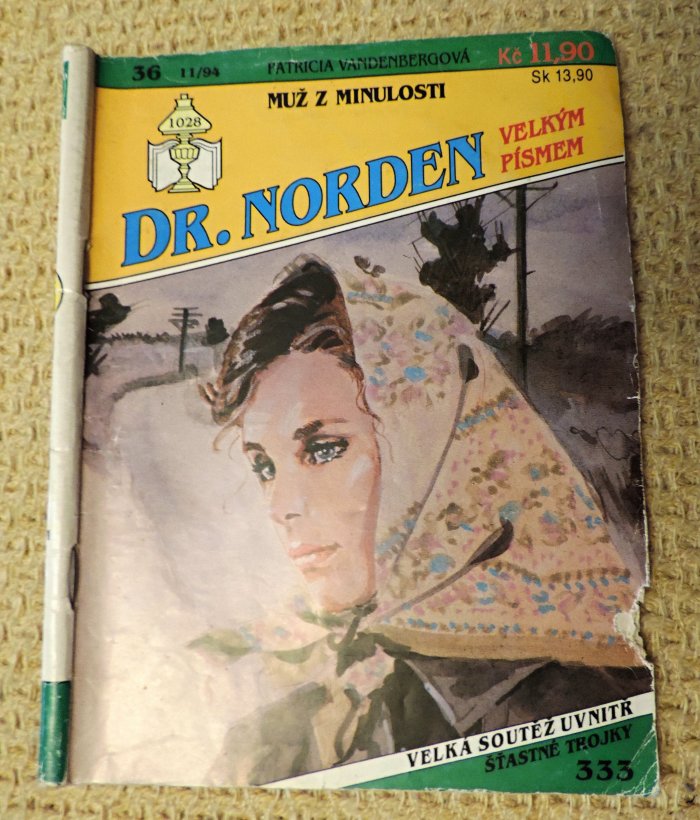 36 11/94 PATRICIA VANDENBERGOVÁ Kč 11,90
Sk 13,90
MUŽ Z MINULOSTI
1028
VELKÝM
PÍSMEM
DR. NORDEN
VELKÁ SOUTĚŽ UVNITŘ
ŠŤASTNÉ TROJKY
333